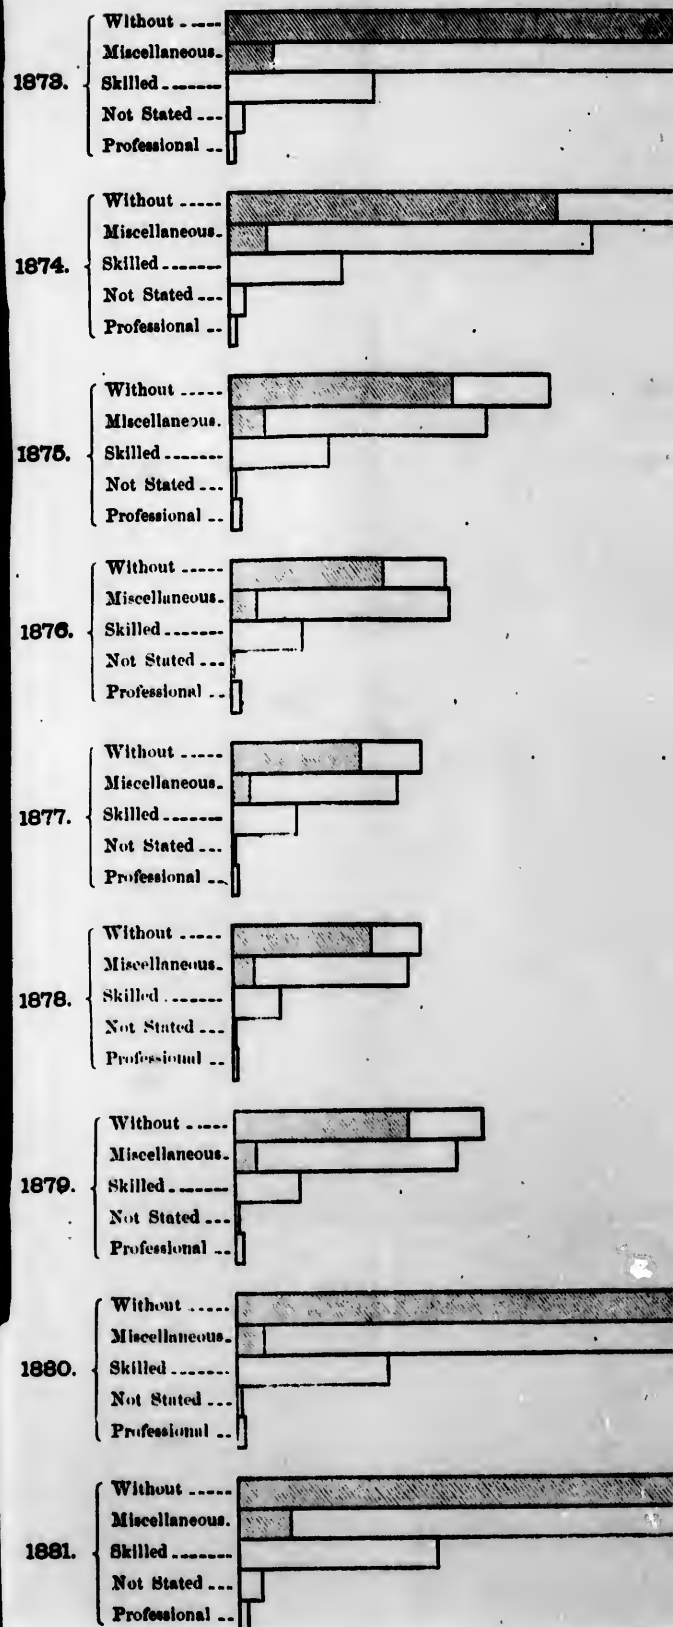 Without .....
Miscellaneous.
1873.
Skilled .......
Not Stated ...
Professional ..
Without .....
Miscellaneous.
1874.
Skilled .......
Not Stated ...
Professional ..
Without .....
Miscellaneous.
1875.
Skilled .......
Not Stated ...
Professional ..
Without .....
Miscellaneous.
1876.
Skilled .......
Not Stated ...
Professional ..
Without .....
Miscellaneous.
1877.
Skilled .......
Not Stated ...
Professional ..
Without .....
Miscellaneous.
1878.
Skilled .......
Not Stated ...
Professional ..
Without .....
Miscellaneous.
1879.
Skilled .......
Not Stated ...
Professional ..
Without .....
Miscellaneous.
1880.
Skilled .......
Not Stated ...
Professional ..
Without .....
Miscellaneous.
1881.
Skilled .......
Not Stated ...
Professional ..